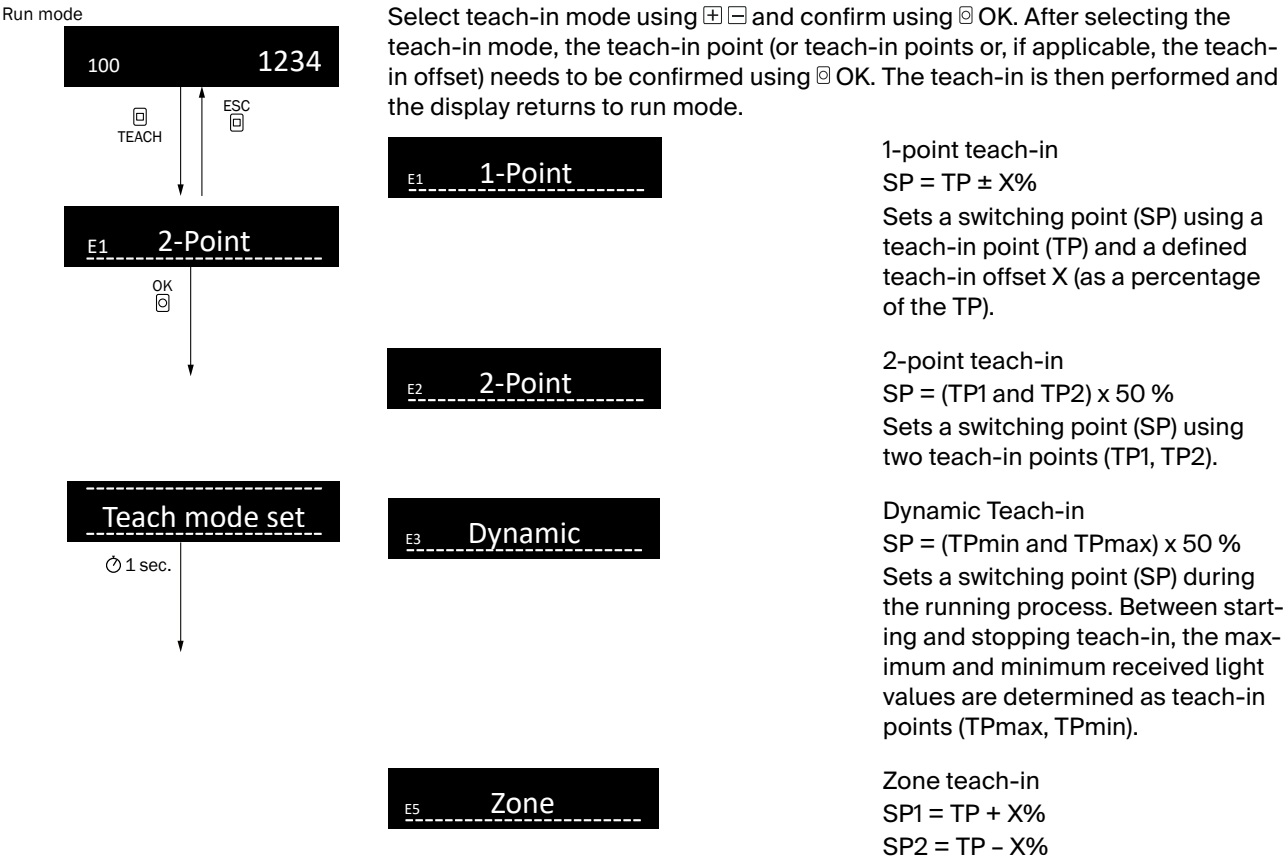 Run mode
100 1234
TEACH
ESC
E1 2-Point
OK
Teach mode set
1 sec.
Select teach-in mode using ⊞ ⊟ and confirm using OK. After selecting the
teach-in mode, the teach-in point (or teach-in points or, if applicable, the teach-
in offset) needs to be confirmed using OK. The teach-in is then performed and
the display returns to run mode.
E1 1-Point
1-point teach-in
SP = TP ± X%
Sets a switching point (SP) using a
teach-in point (TP) and a defined
teach-in offset X (as a percentage
of the TP).
E2 2-Point
2-point teach-in
SP = (TP1 and TP2) x 50 %
Sets a switching point (SP) using
two teach-in points (TP1, TP2).
E3 Dynamic
Dynamic Teach-in
SP = (TPmin and TPmax) x 50 %
Sets a switching point (SP) during
the running process. Between start-
ing and stopping teach-in, the max-
imum and minimum received light
values are determined as teach-in
points (TPmax, TPmin).
E5 Zone
Zone teach-in
SP1 = TP + X%
SP2 = TP – X%